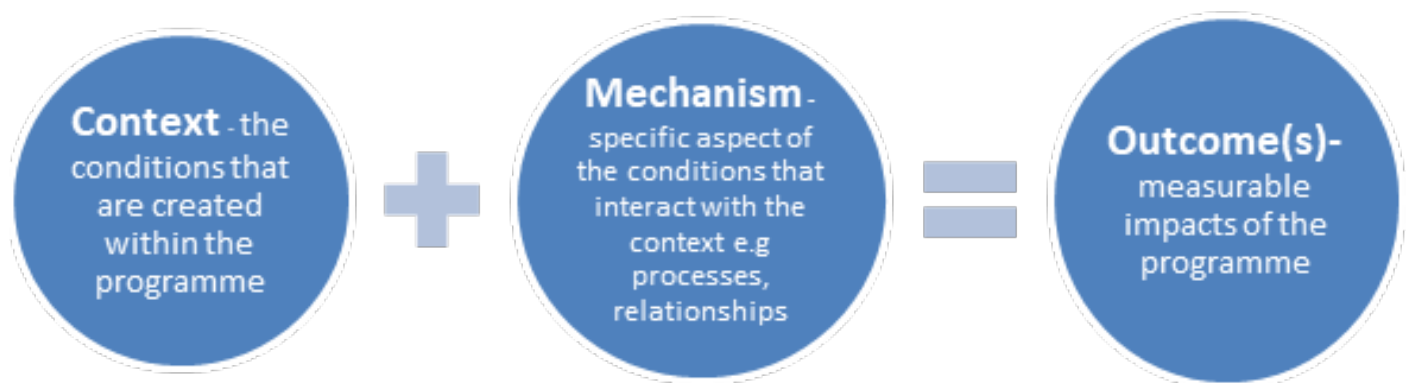 Context - the
conditions that
are created
within the
programme
Mechanism -
specific aspect of
the conditions that
interact with the
context e.g
processes,
relationships
Outcome(s)-
measurable
impacts of the
programme